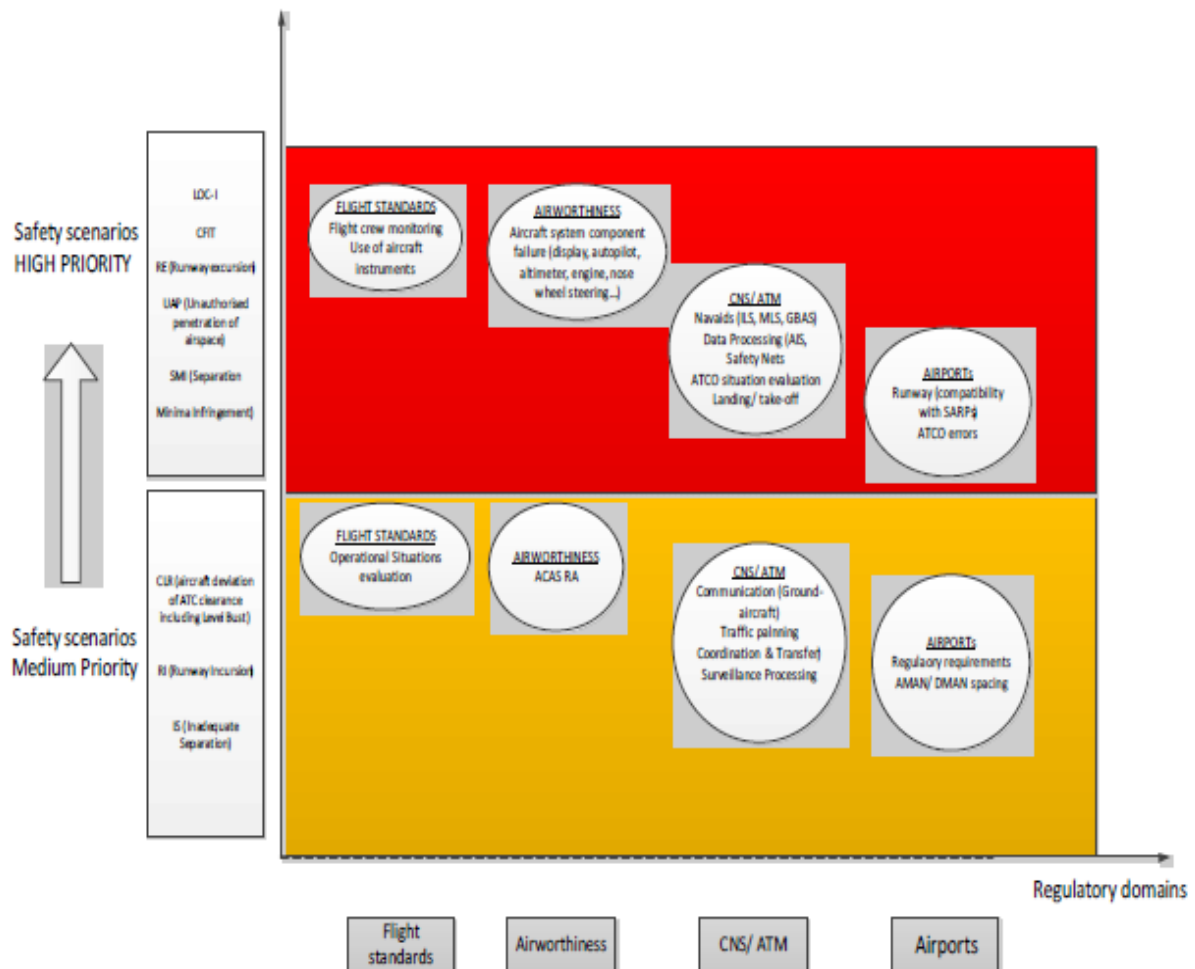 Safety scenarios
HIGH PRIORITY
LOC-I
CFIT
RE (Runway excursion)
UAP (Unauthorised
penetration of
airspace)
SMI (Separation
Minima Infringement)
FLIGHT STANDARDS
Flight crew monitoring
Use of aircraft
instruments
AIRWORTHINESS
Aircraft system component
failure (display, autopilot,
altimeter, engine, nose
wheel steering...)
CNS/ ATM
Navaids (ILS, MLS, GBAS)
Data Processing (AIS,
Safety Nets
ATCO situation evaluation
Landing/ take-off
AIRPORTs
Runway (compatibility
with SARPs)
ATCO errors
Safety scenarios
Medium Priority
CLR (aircraft deviation
of ATC clearance
including Level Bust)
RI (Runway Incursion)
IS (Inadequate
Separation)
FLIGHT STANDARDS
Operational Situations
evaluation
AIRWORTHINESS
ACAS RA
CNS/ ATM
Communication (Ground-
aircraft)
Traffic palnning
Coordination & Transfer)
Surveillance Processing
AIRPORTs
Regulaory requirements
AMAN/ DMAN spacing
Regulatory domains
Flight
standards
Airworthiness
CNS/ ATM
Airports